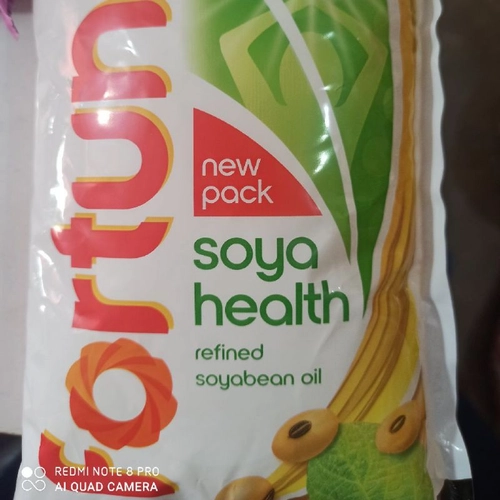 fortun
new
pack
soya
health
refined
soyabean oil
REDMI NOTE 8 PRO
AI QUAD CAMERA